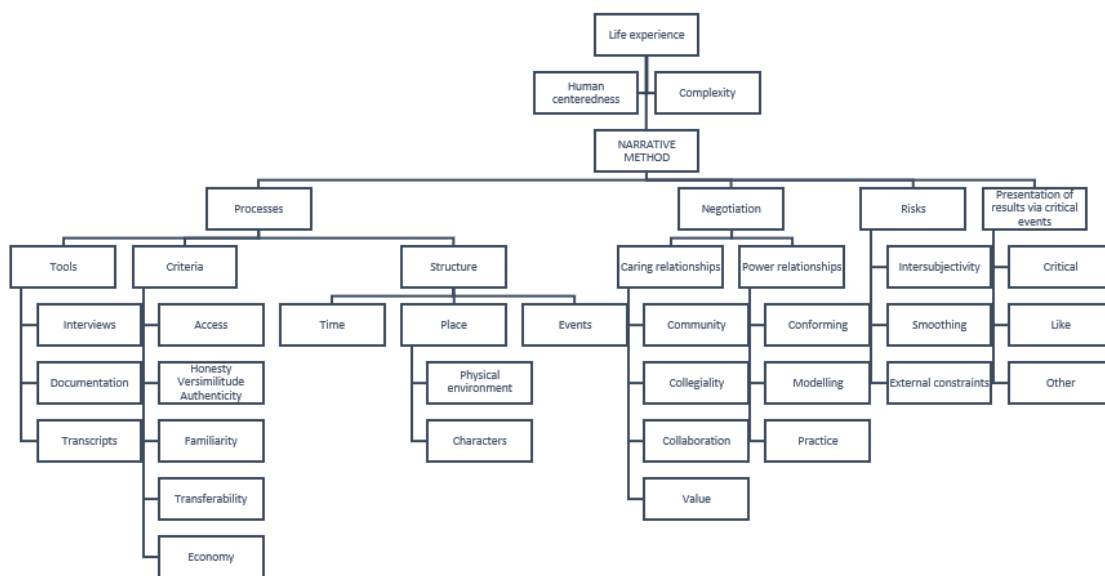 Life experience
Human
centeredness
Complexity
NARRATIVE
METHOD
Processes
Negotiation
Risks
Presentation of
results via critical
events
Tools
Criteria
Structure
Caring relationships
Power relationships
Intersubjectivity
Critical
Interviews
Access
Time
Place
Events
Community
Conforming
Smoothing
Like
Documentation
Honesty
Versimilitude
Authenticity
Physical
environment
Collegiality
Modelling
External constraints
Other
Transcripts
Familiarity
Characters
Collaboration
Practice
Transferability
Value
Economy